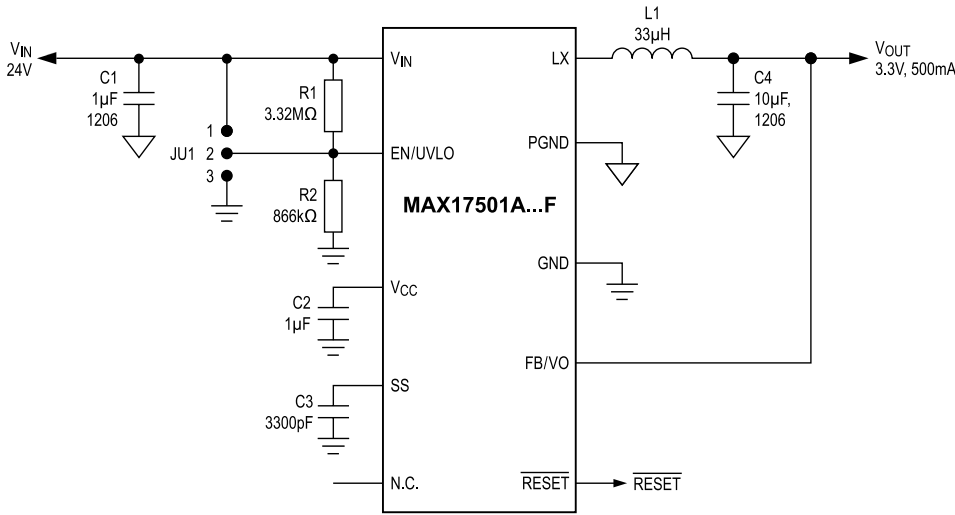 VIN
24V
C1
1µF
1206
JU1
1
2
3
R1
3.32MΩ
R2
866kΩ
C2
1µF
C3
3300pF
VIN
EN/UVLO
VCC
SS
N.C.
MAX17501A...F
LX
PGND
GND
FB/VO
RESET
RESET
L1
33µH
C4
10µF,
1206
VOUT
3.3V, 500mA